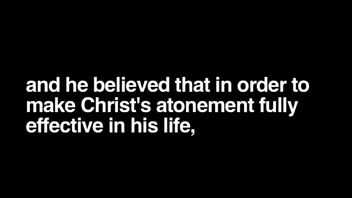 and he believed that in order to
make Christ's atonement fully
effective in his life,